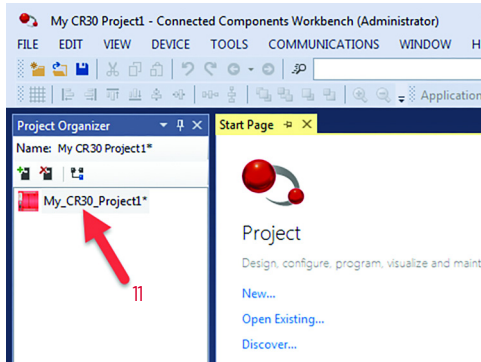 My CR30 Project1 - Connected Components Workbench (Administrator)
FILE EDIT VIEW DEVICE TOOLS COMMUNICATIONS WINDOW H
Application
Project Organizer
Start Page
Name: My CR30 Project1*
My_CR30_Project1*
11
Project
Design, configure, program, visualize and maint
New...
Open Existing...
Discover...